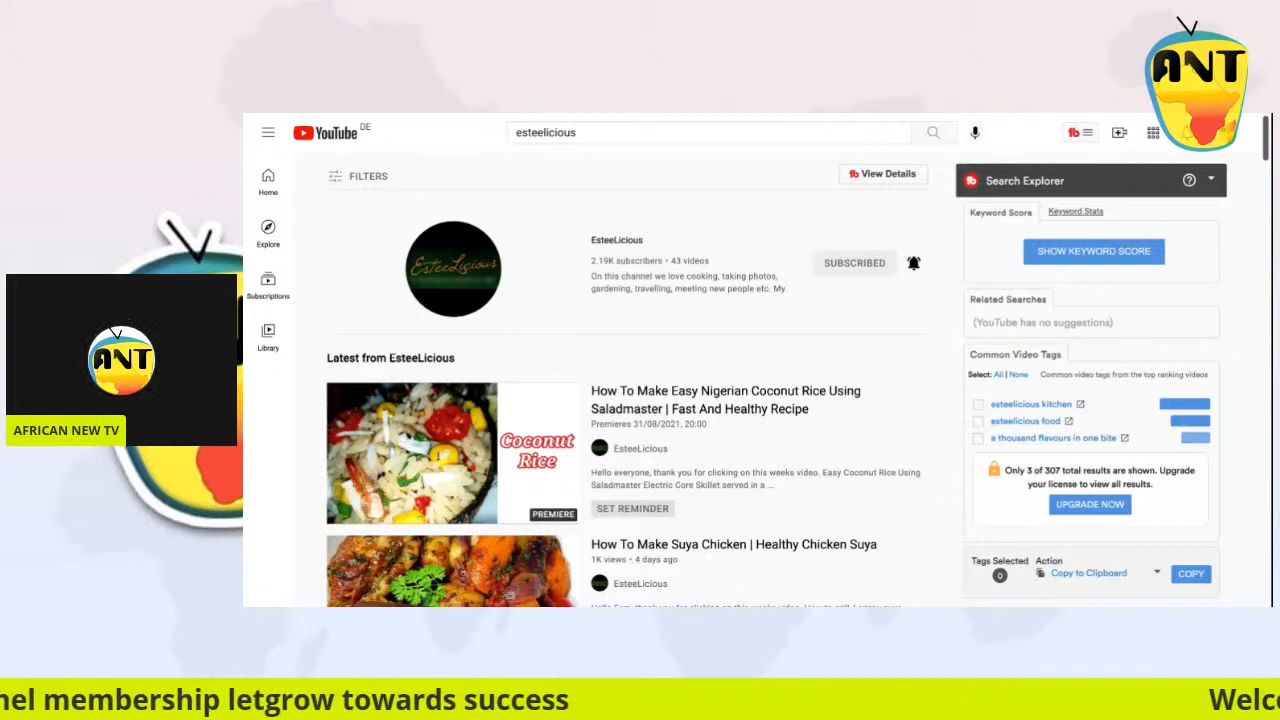 ANT
YouTube DE
esteelicious
Home
Explore
Subscriptions
Library
FILTERS
View Details
EsteeLicious
EsteeLicious
2.19K subscribers • 43 videos
On this channel we love cooking, taking photos,
gardening, travelling, meeting new people etc. My
SUBSCRIBED
Latest from EsteeLicious
Coconut
Rice
PREMIERE
How To Make Easy Nigerian Coconut Rice Using
Saladmaster | Fast And Healthy Recipe
Premieres 31/08/2021, 20:00
EsteeLicious
Hello everyone, thank you for clicking on this weeks video. Easy Coconut Rice Using
Saladmaster Electric Core Skillet served in a ...
SET REMINDER
How To Make Suya Chicken | Healthy Chicken Suya
1K views • 4 days ago
EsteeLicious
tb Search Explorer
Keyword Score Keyword Stats
SHOW KEYWORD SCORE
Related Searches
(YouTube has no suggestions)
Common Video Tags
Select: All | None Common video tags from the top ranking videos
esteelicious kitchen
esteelicious food
a thousand flavours in one bite
Only 3 of 307 total results are shown. Upgrade
your license to view all results.
UPGRADE NOW
Tags Selected
0
Action
Copy to Clipboard
COPY
ANT
AFRICAN NEW TV
nel membership letgrow towards success
Welc